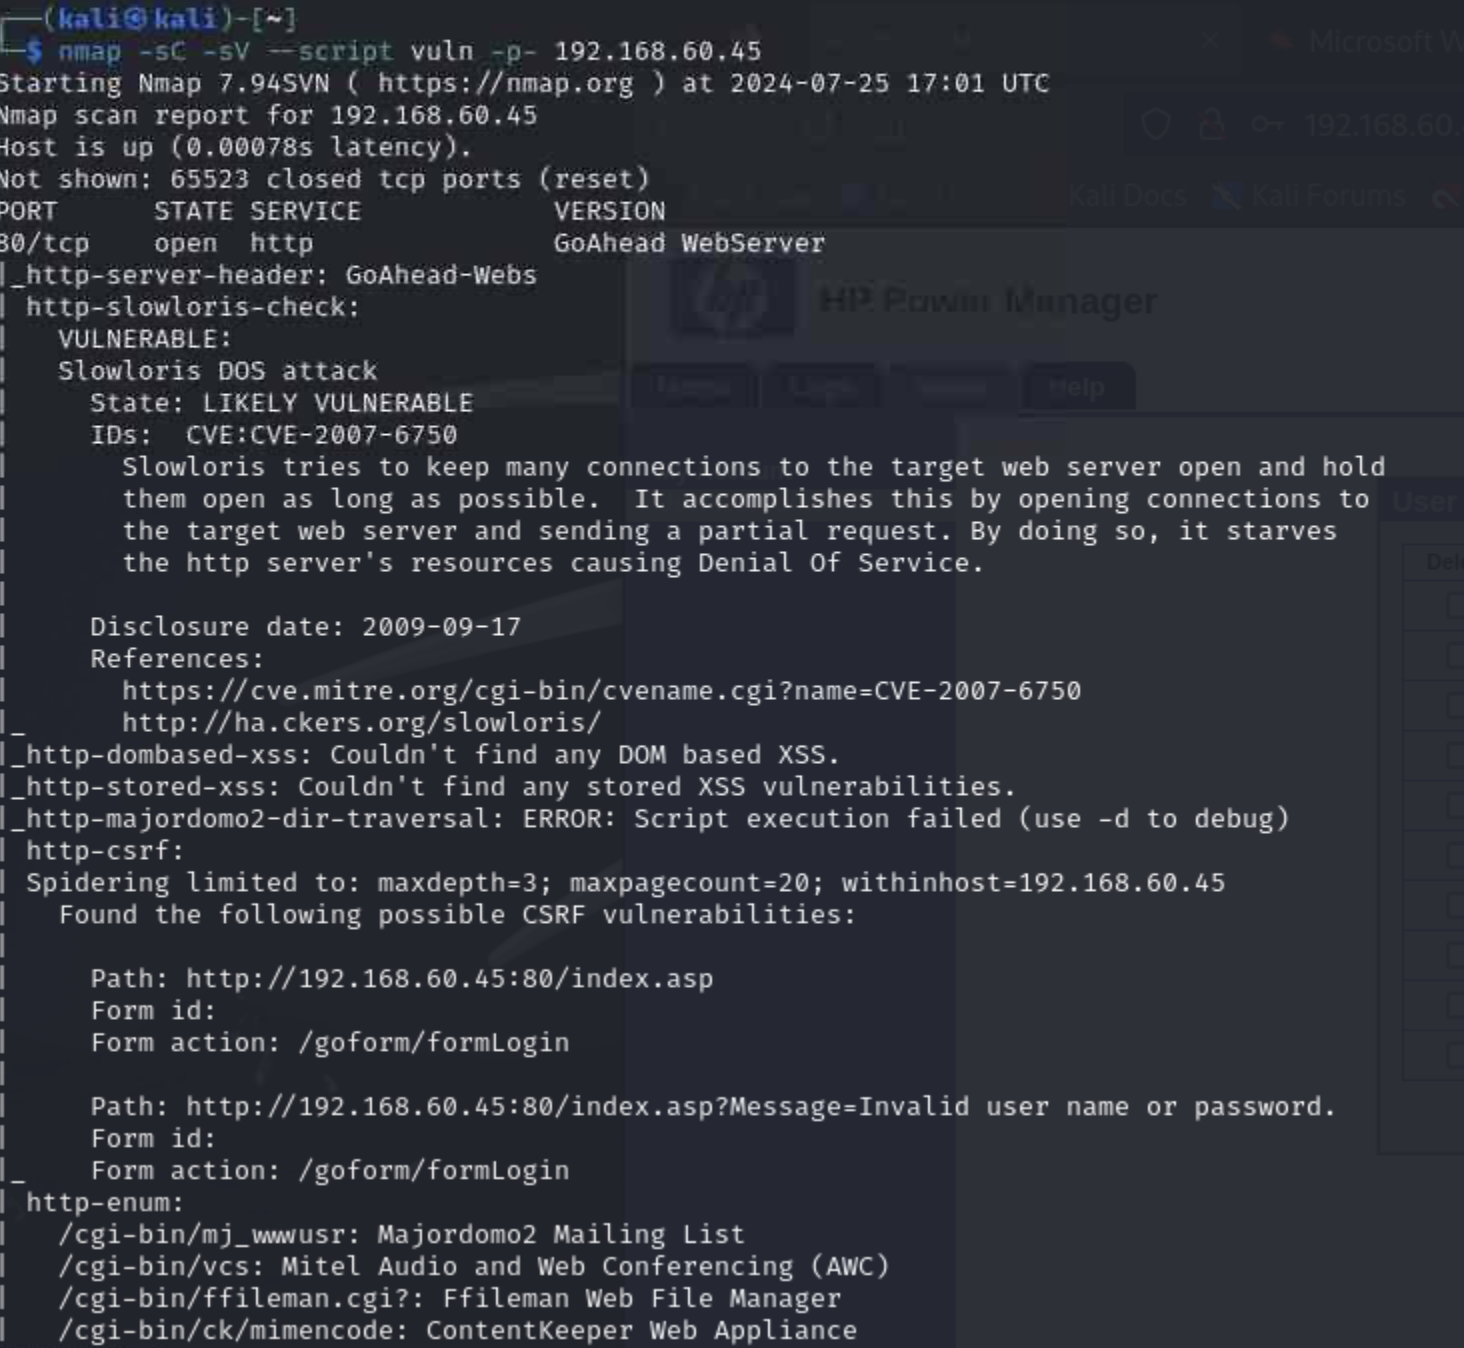 (kali㉿kali)-[~]
$ nmap -sC -sV --script vuln -p- 192.168.60.45
Starting Nmap 7.94SVN ( https://nmap.org ) at 2024-07-25 17:01 UTC
Nmap scan report for 192.168.60.45
Host is up (0.00078s latency).
Not shown: 65523 closed tcp ports (reset)
PORT STATE SERVICE VERSION
80/tcp open http GoAhead WebServer
|_http-server-header: GoAhead-Webs
| http-slowloris-check:
| VULNERABLE:
| Slowloris DOS attack
| State: LIKELY VULNERABLE
| IDs: CVE:CVE-2007-6750
| Slowloris tries to keep many connections to the target web server open and hold
| them open as long as possible. It accomplishes this by opening connections to
| the target web server and sending a partial request. By doing so, it starves
| the http server's resources causing Denial Of Service.
|
| Disclosure date: 2009-09-17
| References:
| https://cve.mitre.org/cgi-bin/cvename.cgi?name=CVE-2007-6750
|_ http://ha.ckers.org/slowloris/
|_http-dombased-xss: Couldn't find any DOM based XSS.
|_http-stored-xss: Couldn't find any stored XSS vulnerabilities.
|_http-majordomo2-dir-traversal: ERROR: Script execution failed (use -d to debug)
| http-csrf:
| Spidering limited to: maxdepth=3; maxpagecount=20; withinhost=192.168.60.45
| Found the following possible CSRF vulnerabilities:
|
| Path: http://192.168.60.45:80/index.asp
| Form id:
| Form action: /goform/formLogin
|
| Path: http://192.168.60.45:80/index.asp?Message=Invalid user name or password.
| Form id:
|_ Form action: /goform/formLogin
| http-enum:
| /cgi-bin/mj_wwwusr: Majordomo2 Mailing List
| /cgi-bin/vcs: Mitel Audio and Web Conferencing (AWC)
| /cgi-bin/ffileman.cgi?: Ffileman Web File Manager
| /cgi-bin/ck/mimencode: ContentKeeper Web Appliance
Microsoft W
192.168.60.
Kali Docs Kali Forums
hp HP Power Manager
Help
User